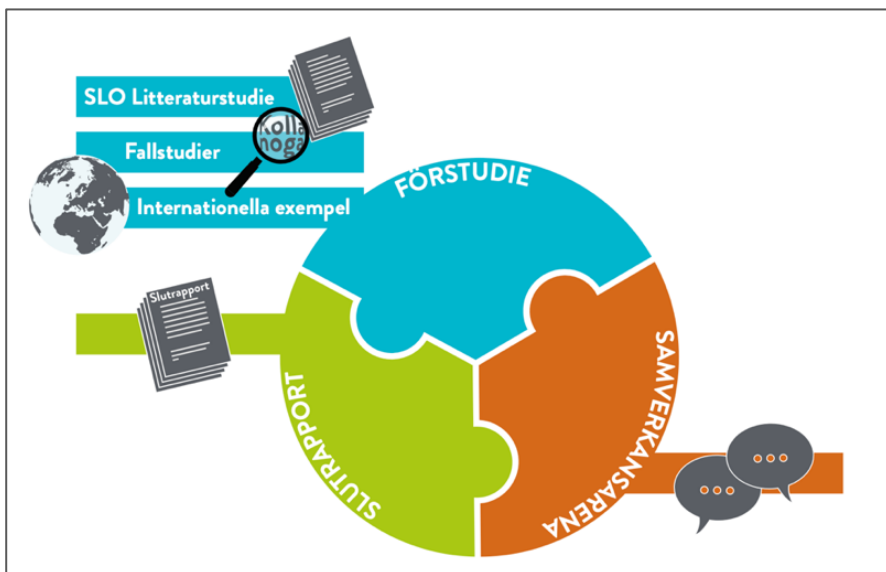 SLO Litteraturstudie
Kolla
noga
Fallstudier
Internationella exempel
FÖRSTUDIE
Slutrapport
SLUTRAPPORT
SAMVERKANSARENA